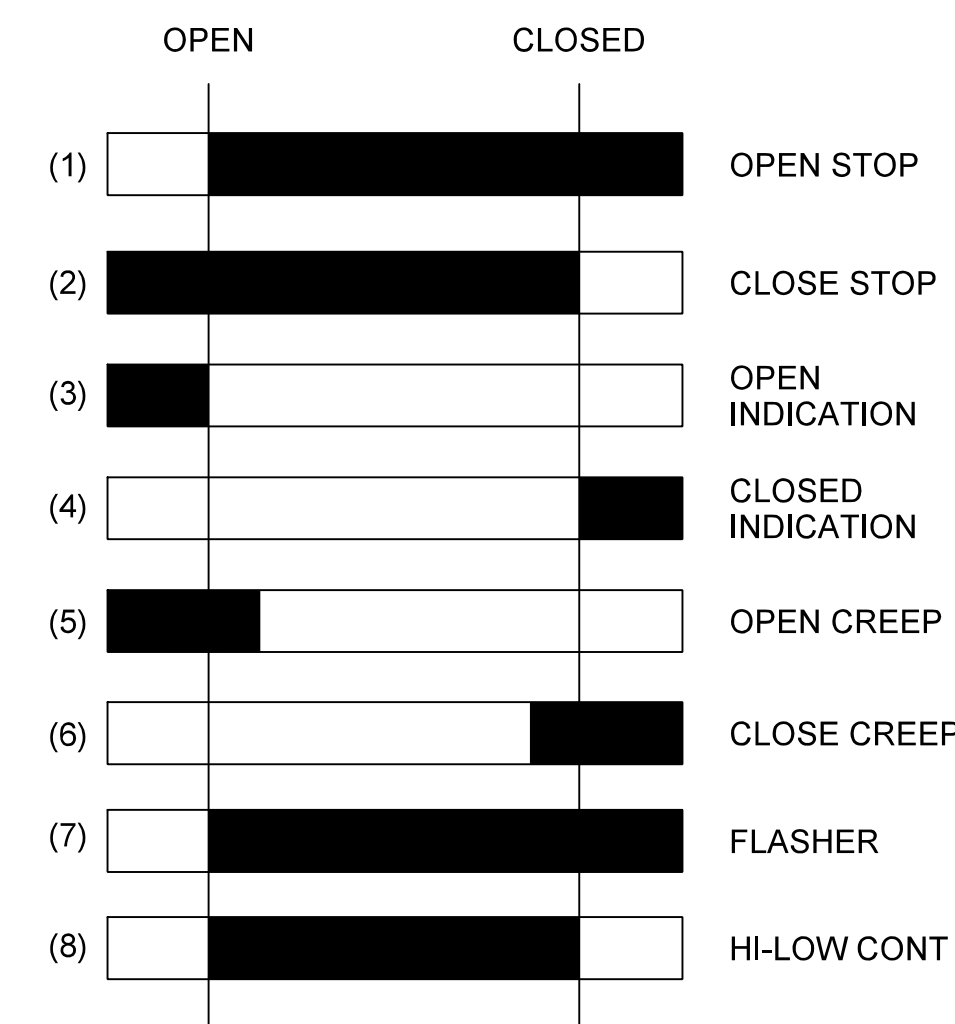 OPEN CLOSED
(1) OPEN STOP
(2) CLOSE STOP
(3) OPEN
INDICATION
(4) CLOSED
INDICATION
(5) OPEN CREEP
(6) CLOSE CREEP
(7) FLASHER
(8) HI-LOW CONT